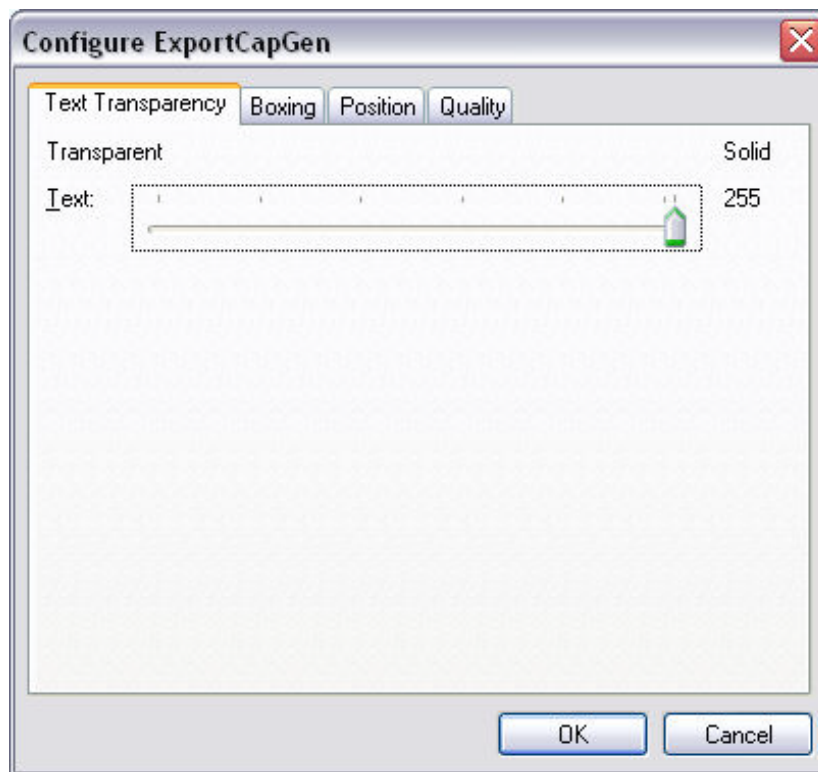 Configure ExportCapGen
Text Transparency Boxing Position Quality
Transparent Solid
Text: 255
OK Cancel